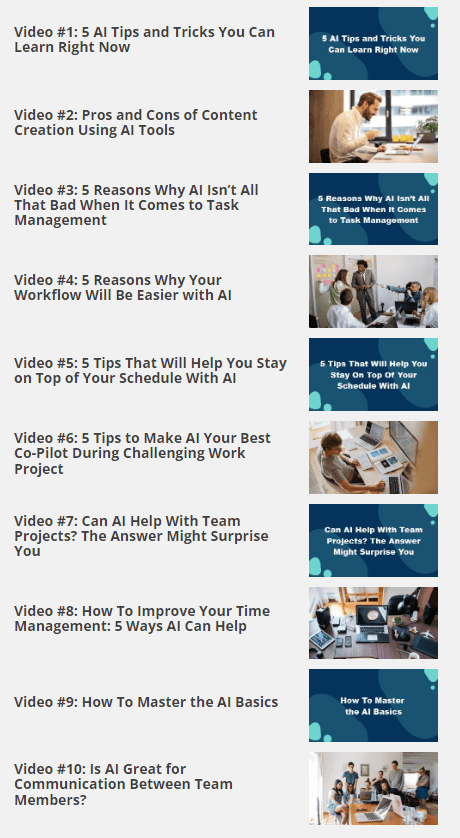 Video #1: 5 AI Tips and Tricks You Can
Learn Right Now
5 AI Tips and Tricks You
Can Learn Right Now
Video #2: Pros and Cons of Content
Creation Using AI Tools
Video #3: 5 Reasons Why AI Isn’t All
That Bad When It Comes to Task
Management
5 Reasons Why AI Isn't All
That Bad When It Comes
to Task Management
Video #4: 5 Reasons Why Your
Workflow Will Be Easier with AI
Video #5: 5 Tips That Will Help You Stay
on Top of Your Schedule With AI
5 Tips That Will Help You
Stay On Top Of Your
Schedule With AI
Video #6: 5 Tips to Make AI Your Best
Co-Pilot During Challenging Work
Project
Video #7: Can AI Help With Team
Projects? The Answer Might Surprise
You
Can AI Help With Team
Projects? The Answer
Might Surprise You
Video #8: How To Improve Your Time
Management: 5 Ways AI Can Help
Video #9: How To Master the AI Basics
How To Master
the AI Basics
Video #10: Is AI Great for
Communication Between Team
Members?